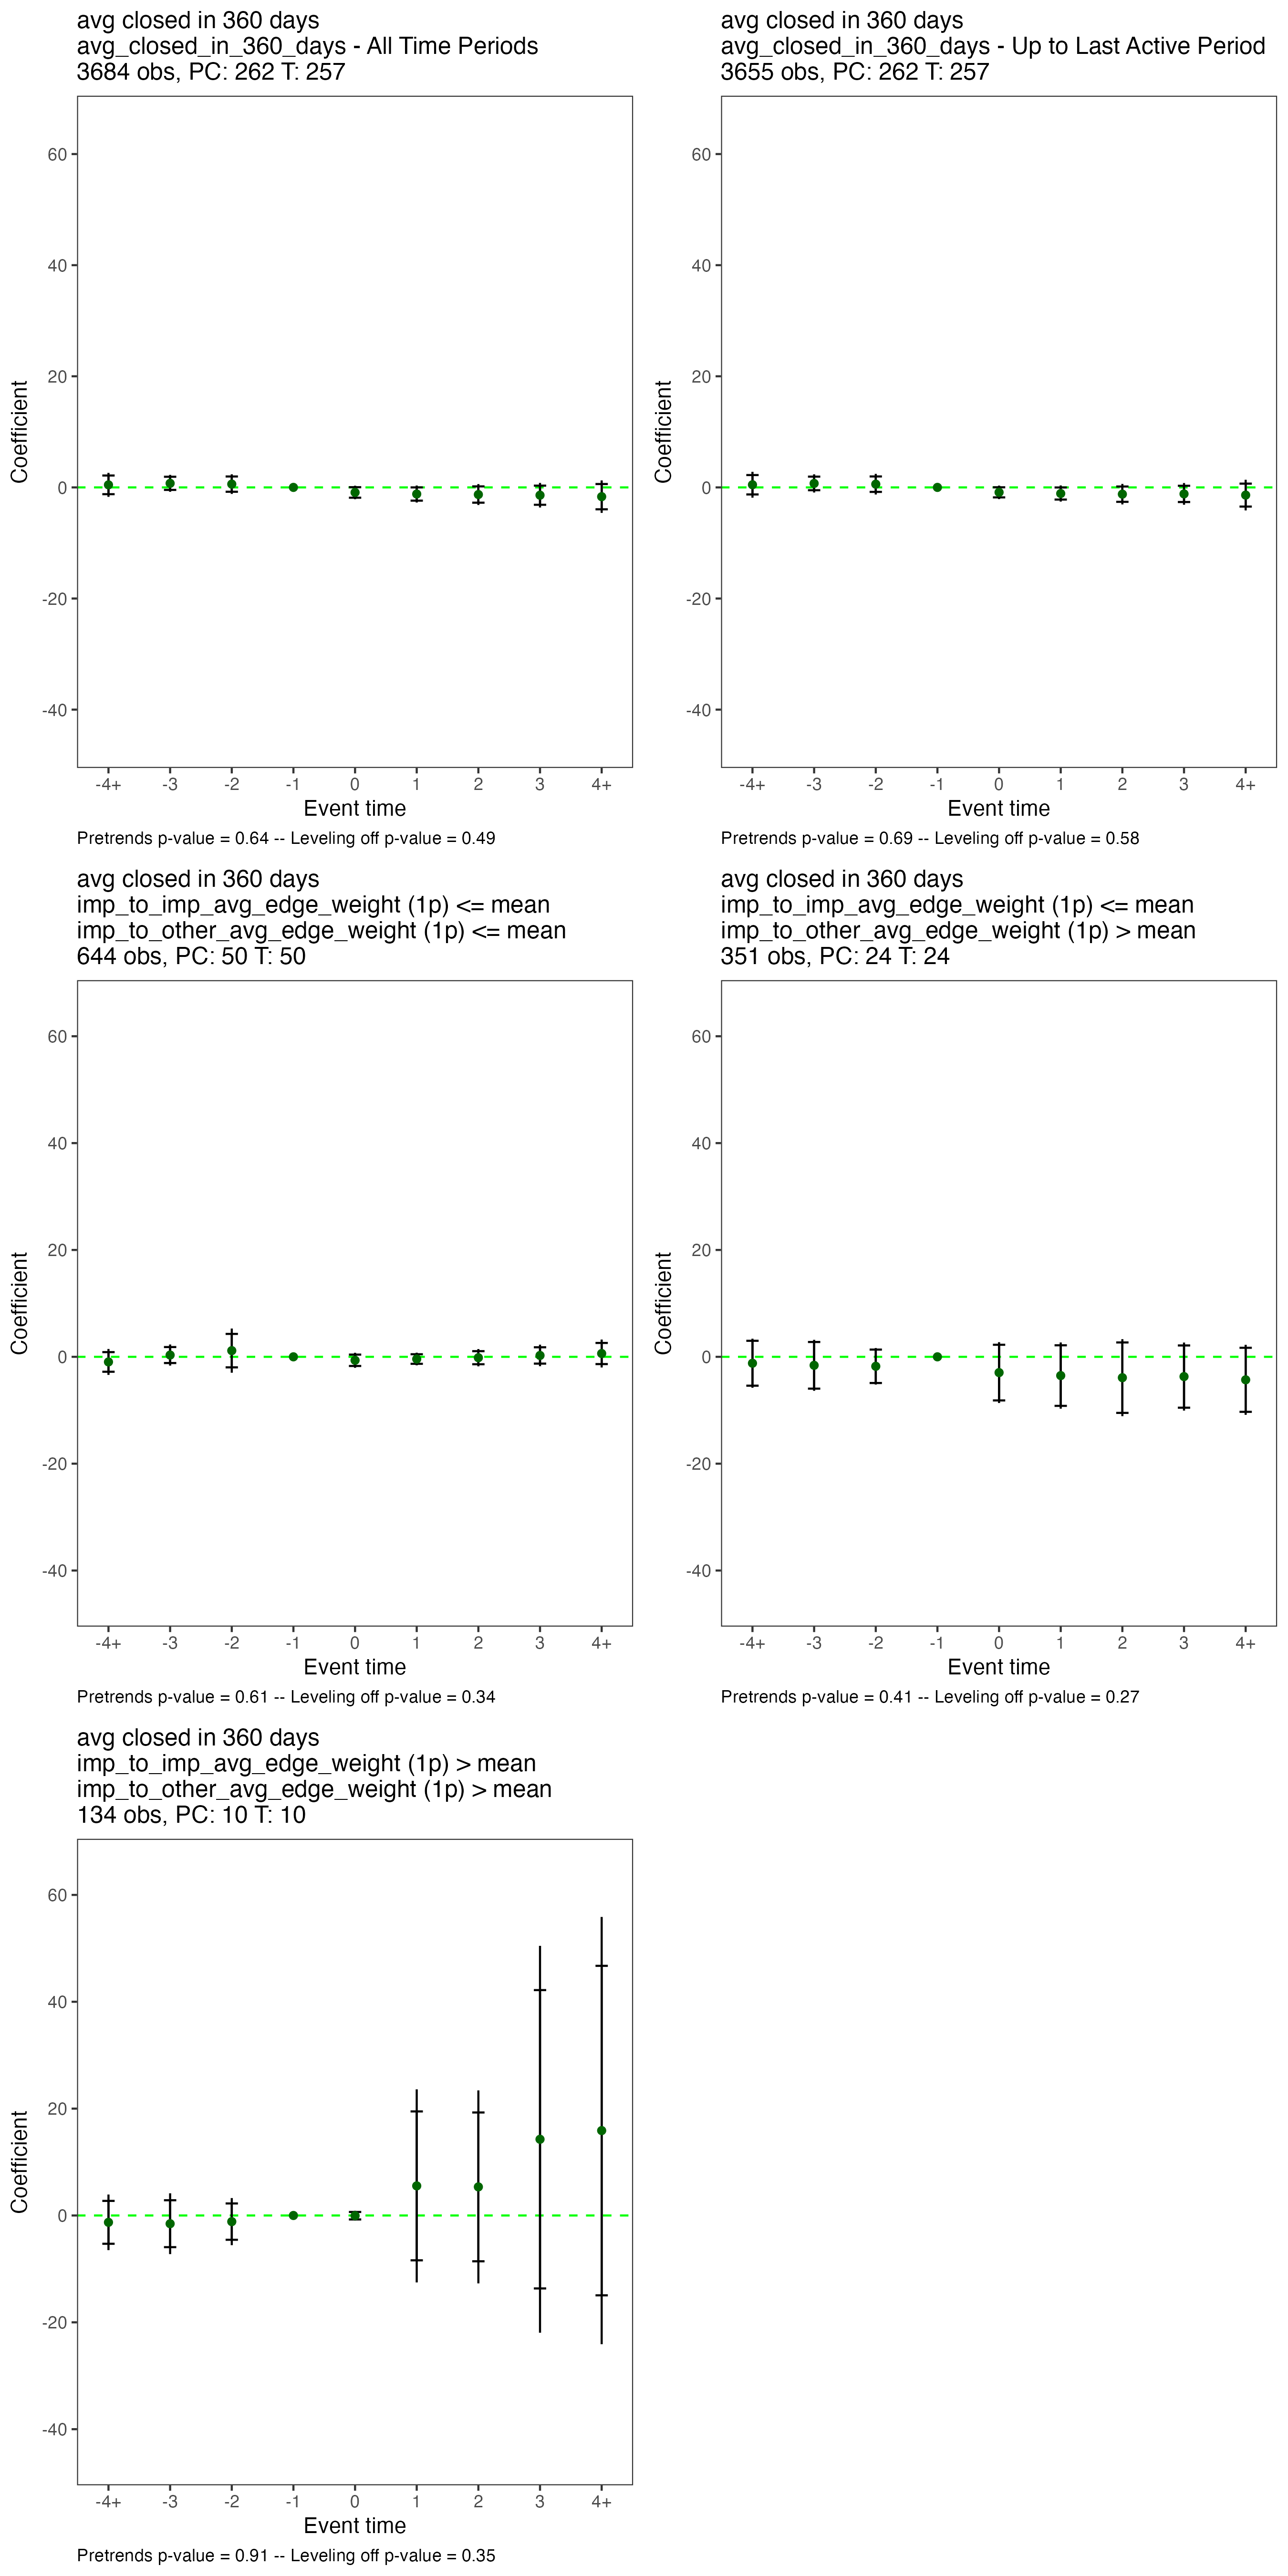 avg closed in 360 days
avg_closed_in_360_days - All Time Periods
3684 obs, PC: 262 T: 257
60
40
20
0
-20
-40
Coefficient
-4+ -3 -2 -1 0 1 2 3 4+
Event time
Pretrends p-value = 0.64 -- Leveling off p-value = 0.49
avg closed in 360 days
avg_closed_in_360_days - Up to Last Active Period
3655 obs, PC: 262 T: 257
60
40
20
0
-20
-40
Coefficient
-4+ -3 -2 -1 0 1 2 3 4+
Event time
Pretrends p-value = 0.69 -- Leveling off p-value = 0.58
avg closed in 360 days
imp_to_imp_avg_edge_weight (1p) <= mean
imp_to_other_avg_edge_weight (1p) <= mean
644 obs, PC: 50 T: 50
60
40
20
0
-20
-40
Coefficient
-4+ -3 -2 -1 0 1 2 3 4+
Event time
Pretrends p-value = 0.61 -- Leveling off p-value = 0.34
avg closed in 360 days
imp_to_imp_avg_edge_weight (1p) <= mean
imp_to_other_avg_edge_weight (1p) > mean
351 obs, PC: 24 T: 24
60
40
20
0
-20
-40
Coefficient
-4+ -3 -2 -1 0 1 2 3 4+
Event time
Pretrends p-value = 0.41 -- Leveling off p-value = 0.27
avg closed in 360 days
imp_to_imp_avg_edge_weight (1p) > mean
imp_to_other_avg_edge_weight (1p) > mean
134 obs, PC: 10 T: 10
60
40
20
0
-20
-40
Coefficient
-4+ -3 -2 -1 0 1 2 3 4+
Event time
Pretrends p-value = 0.91 -- Leveling off p-value = 0.35